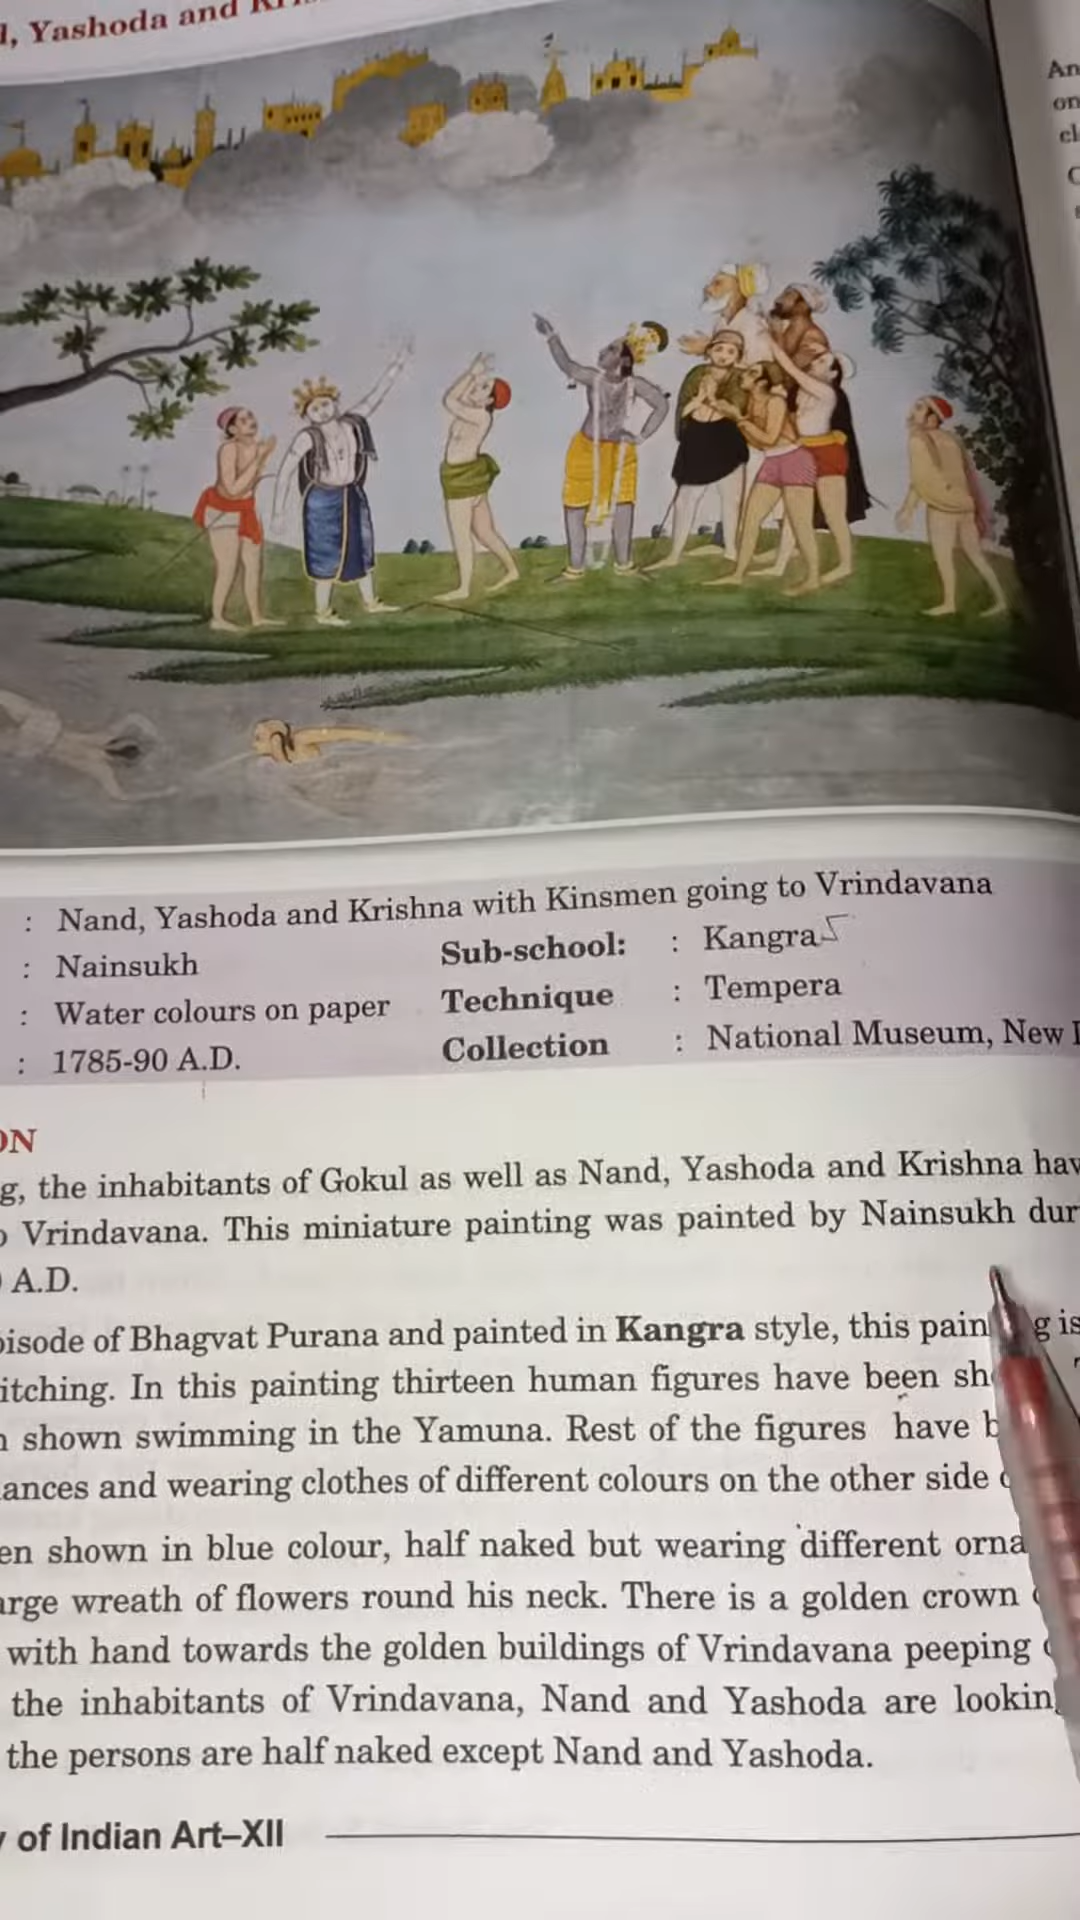 Yashoda and
An
on
: Nand, Yashoda and Krishna with Kinsmen going to Vrindavana
: Nainsukh Sub-school: : Kangra
: Water colours on paper Technique : Tempera
: 1785-90 A.D. Collection : National Museum, New
ON
g, the inhabitants of Gokul as well as Nand, Yashoda and Krishna hav
Vrindavana. This miniature painting was painted by Nainsukh dur
A.D.
pisode of Bhagvat Purana and painted in Kangra style, this pain g is
itching. In this painting thirteen human figures have been sh
n shown swimming in the Yamuna. Rest of the figures have b
ances and wearing clothes of different colours on the other side
en shown in blue colour, half naked but wearing different orna
arge wreath of flowers round his neck. There is a golden crown
with hand towards the golden buildings of Vrindavana peeping
the inhabitants of Vrindavana, Nand and Yashoda are lookin
the persons are half naked except Nand and Yashoda.
of Indian Art–XII